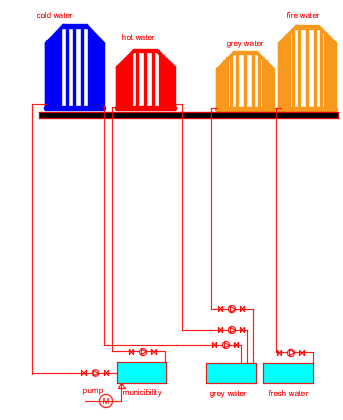 cold water
hot water
grey water
fire water
pump
M
municibility
grey water
fresh water